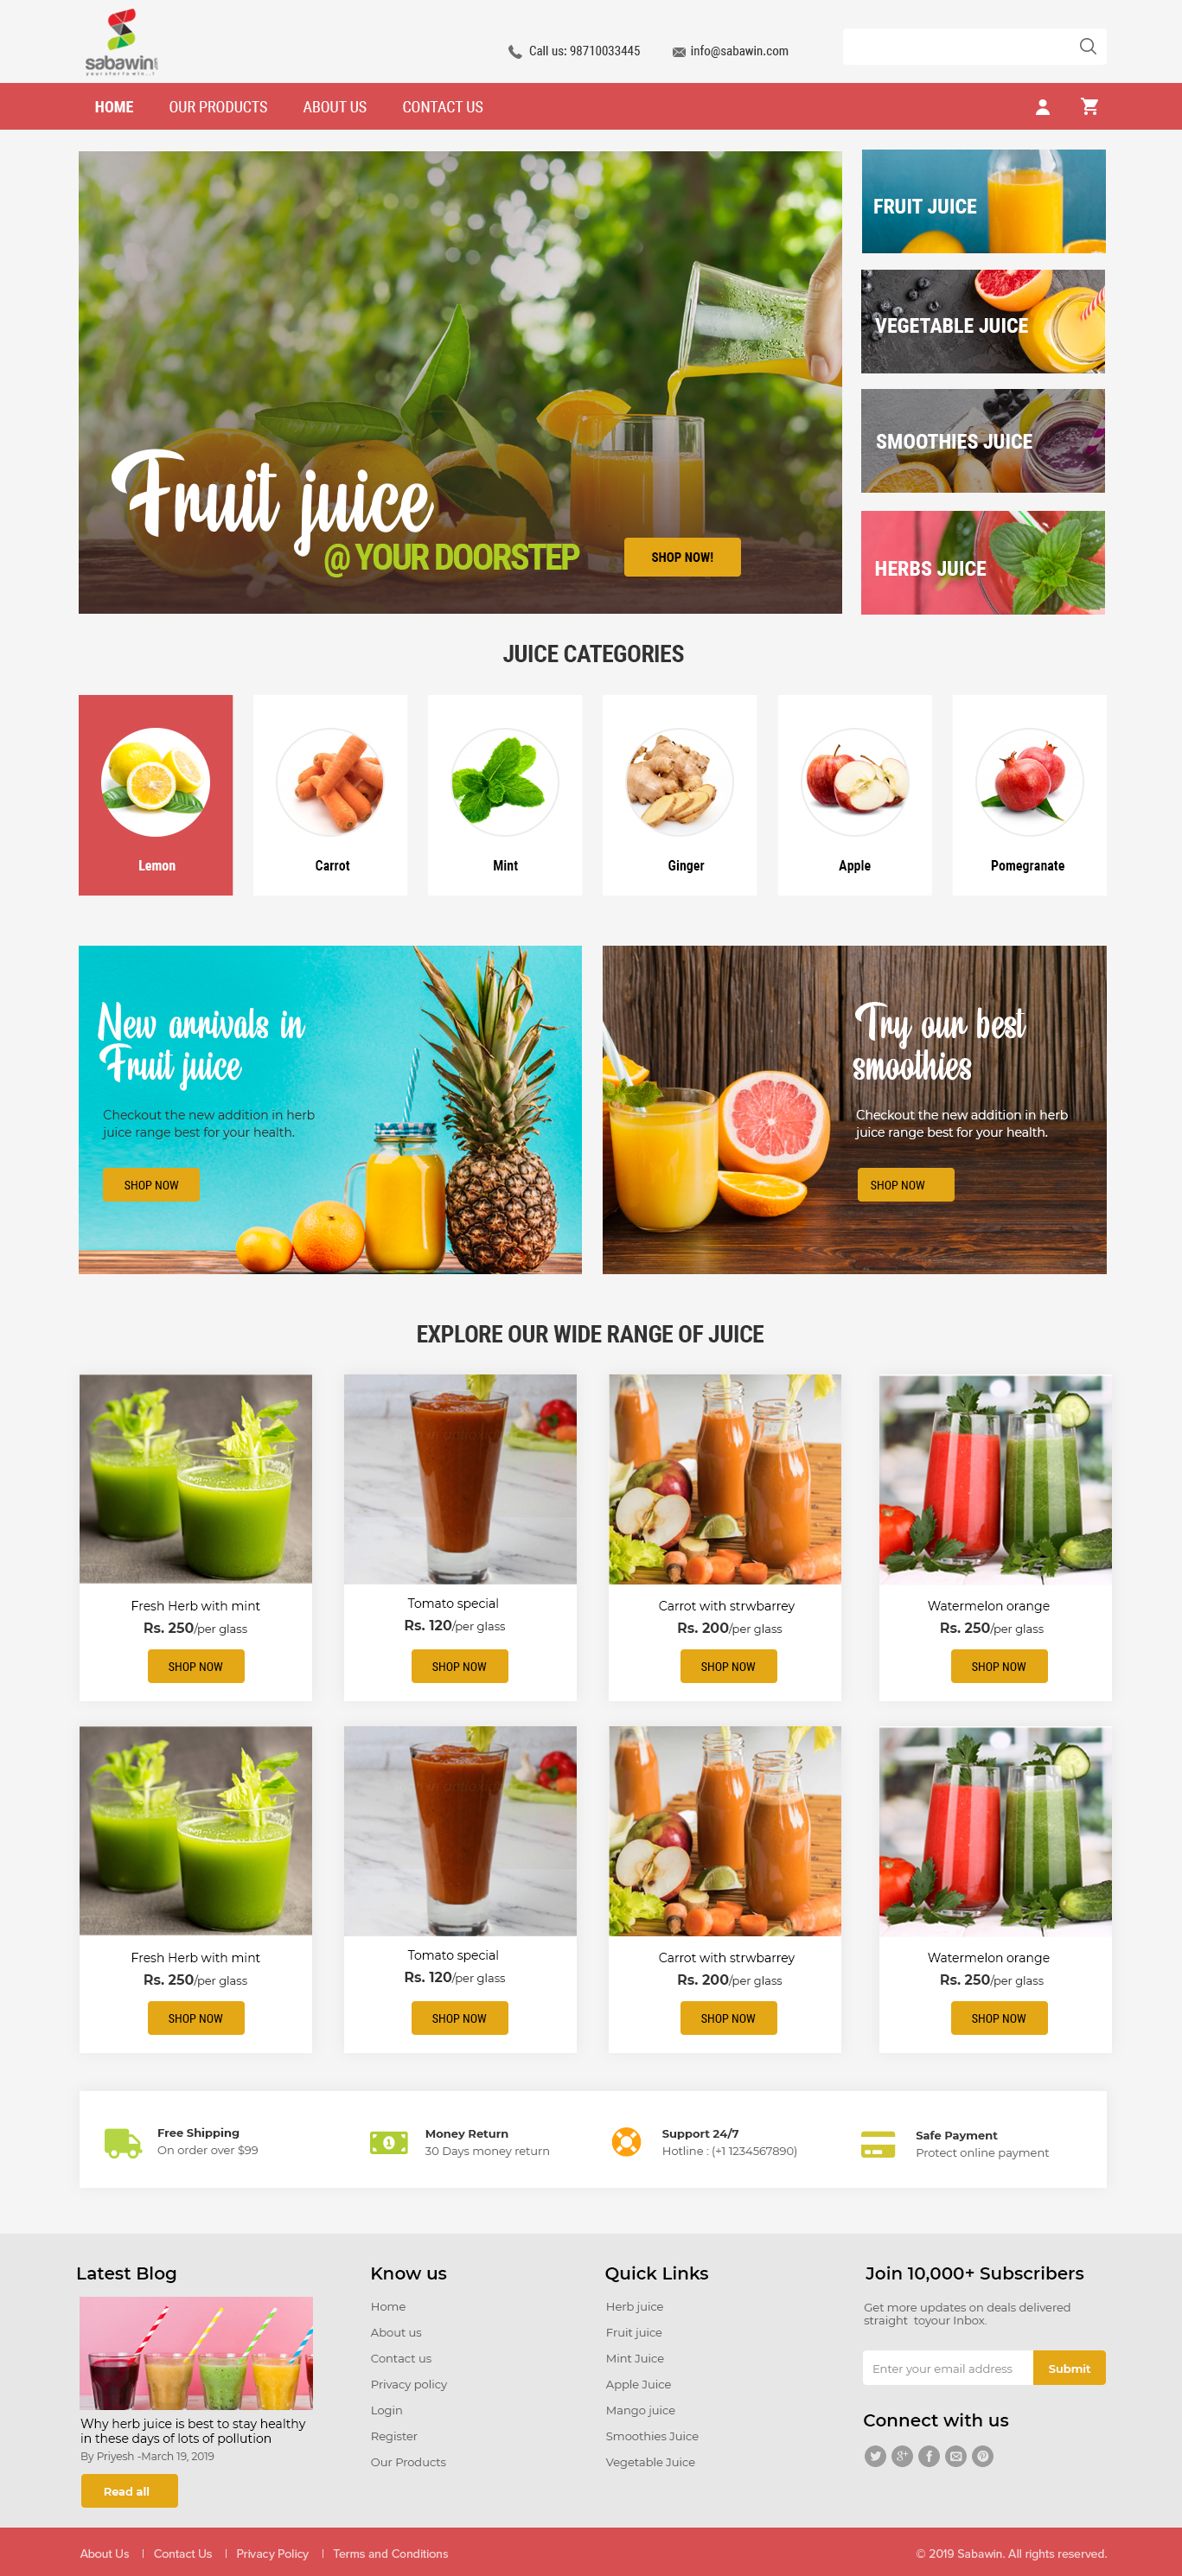 sabawin
Call us: 98710033445
info@sabawin.com
HOME
OUR PRODUCTS
ABOUT US
CONTACT US
Fruit juice
@ YOUR DOORSTEP
SHOP NOW!
FRUIT JUICE
VEGETABLE JUICE
SMOOTHIES JUICE
HERBS JUICE
JUICE CATEGORIES
Lemon
Carrot
Mint
Ginger
Apple
Pomegranate
New arrivals in
Fruit juice
Checkout the new addition in herb
juice range best for your health.
SHOP NOW
Try our best
smoothies
Checkout the new addition in herb
juice range best for your health.
SHOP NOW
EXPLORE OUR WIDE RANGE OF JUICE
Fresh Herb with mint
Rs. 250/per glass
SHOP NOW
Tomato special
Rs. 120/per glass
SHOP NOW
Carrot with strwbarrey
Rs. 200/per glass
SHOP NOW
Watermelon orange
Rs. 250/per glass
SHOP NOW
Fresh Herb with mint
Rs. 250/per glass
SHOP NOW
Tomato special
Rs. 120/per glass
SHOP NOW
Carrot with strwbarrey
Rs. 200/per glass
SHOP NOW
Watermelon orange
Rs. 250/per glass
SHOP NOW
Free Shipping
On order over $99
Money Return
30 Days money return
Support 24/7
Hotline : (+1 1234567890)
Safe Payment
Protect online payment
Latest Blog
Why herb juice is best to stay healthy
in these days of lots of pollution
By Priyesh -March 19, 2019
Read all
Know us
Home
About us
Contact us
Privacy policy
Login
Register
Our Products
Quick Links
Herb juice
Fruit juice
Mint Juice
Apple Juice
Mango juice
Smoothies Juice
Vegetable Juice
Join 10,000+ Subscribers
Get more updates on deals delivered
straight toyour Inbox.
Enter your email address
Submit
Connect with us
About Us | Contact Us | Privacy Policy | Terms and Conditions
© 2019 Sabawin. All rights reserved.